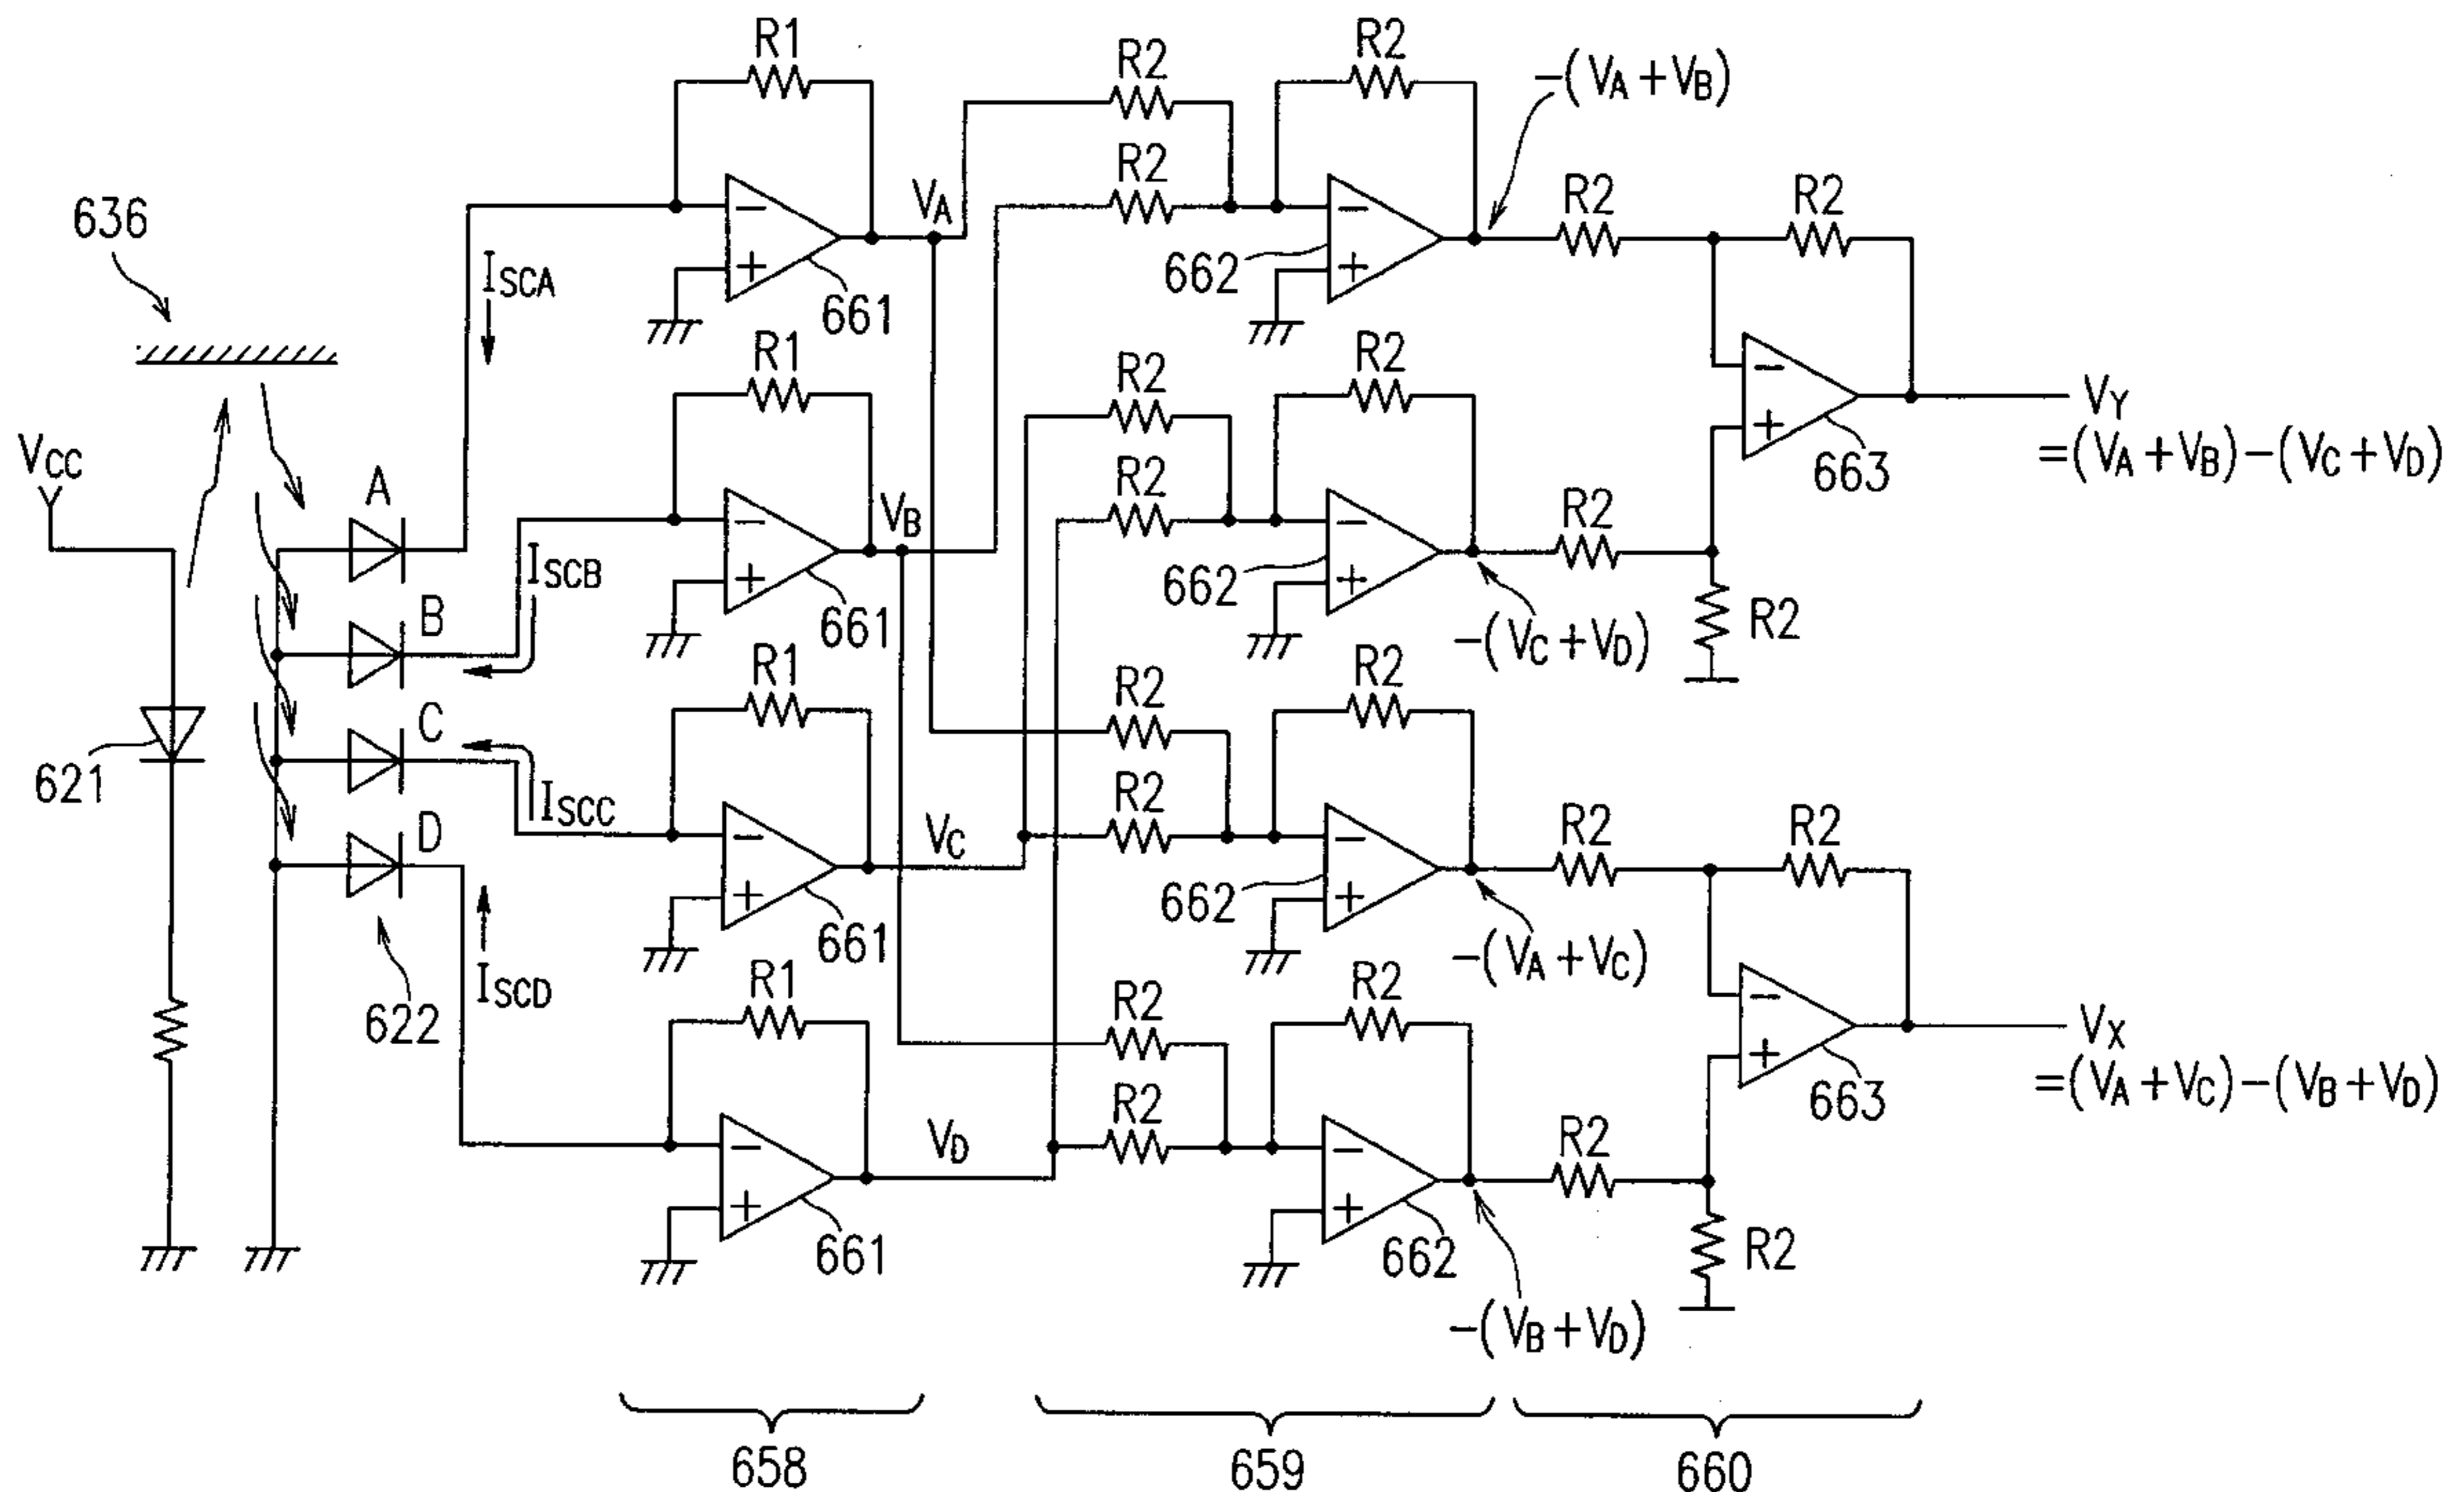 R1
R2
R2
-(VA+VB)
R2
VA
R2
R2
636
ISCA
661
662
R1
R2
R2
VY
=(VA+VB)-(VC+VD)
663
VCC
A
R2
VB
R2
ISCB
B
661
662
R2
-(VC+VD)
R1
R2
R2
C
621
ISCC
R2
R2
R2
D
VC
662
661
-(VA+VC)
ISCD
R1
R2
R2
622
VX
=(VA+VC)-(VB+VD)
663
R2
VD
R2
661
662
R2
-(VB+VD)
658
659
660